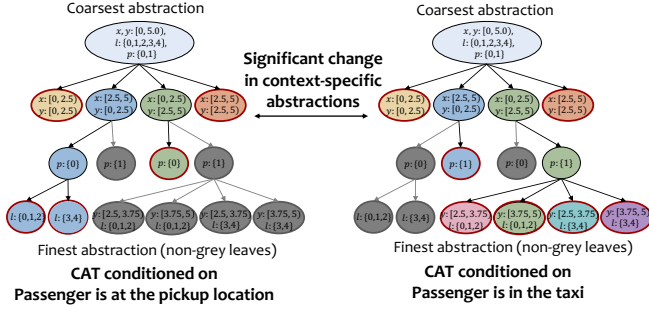 Coarsest abstraction
x, y: [0, 5.0),
l: {0,1,2,3,4},
p: {0,1}
x: [0, 2.5)
y: [0, 2.5)
x: [2.5, 5)
y: [0, 2.5)
x: [0, 2.5)
y: [2.5, 5)
x: [2.5, 5)
y: [2.5, 5)
p: {0}
p: {1}
p: {0}
p: {1}
l: {0,1,2}
l: {3,4}
y: [2.5, 3.75)
l: {0,1,2}
y: [3.75, 5)
l: {0,1,2}
y: [2.5, 3.75)
l: {3,4}
y: [3.75, 5)
l: {3,4}
Finest abstraction (non-grey leaves)
CAT conditioned on
Passenger is at the pickup location
Significant change
in context-specific
abstractions
Coarsest abstraction
x, y: [0, 5.0),
l: {0,1,2,3,4},
p: {0,1}
x: [0, 2.5)
y: [0, 2.5)
x: [2.5, 5)
y: [0, 2.5)
x: [0, 2.5)
y: [2.5, 5)
x: [2.5, 5)
y: [2.5, 5)
p: {0}
p: {1}
p: {0}
p: {1}
l: {0,1,2}
l: {3,4}
y: [2.5, 3.75)
l: {0,1,2}
y: [3.75, 5)
l: {0,1,2}
y: [2.5, 3.75)
l: {3,4}
y: [3.75, 5)
l: {3,4}
Finest abstraction (non-grey leaves)
CAT conditioned on
Passenger is in the taxi